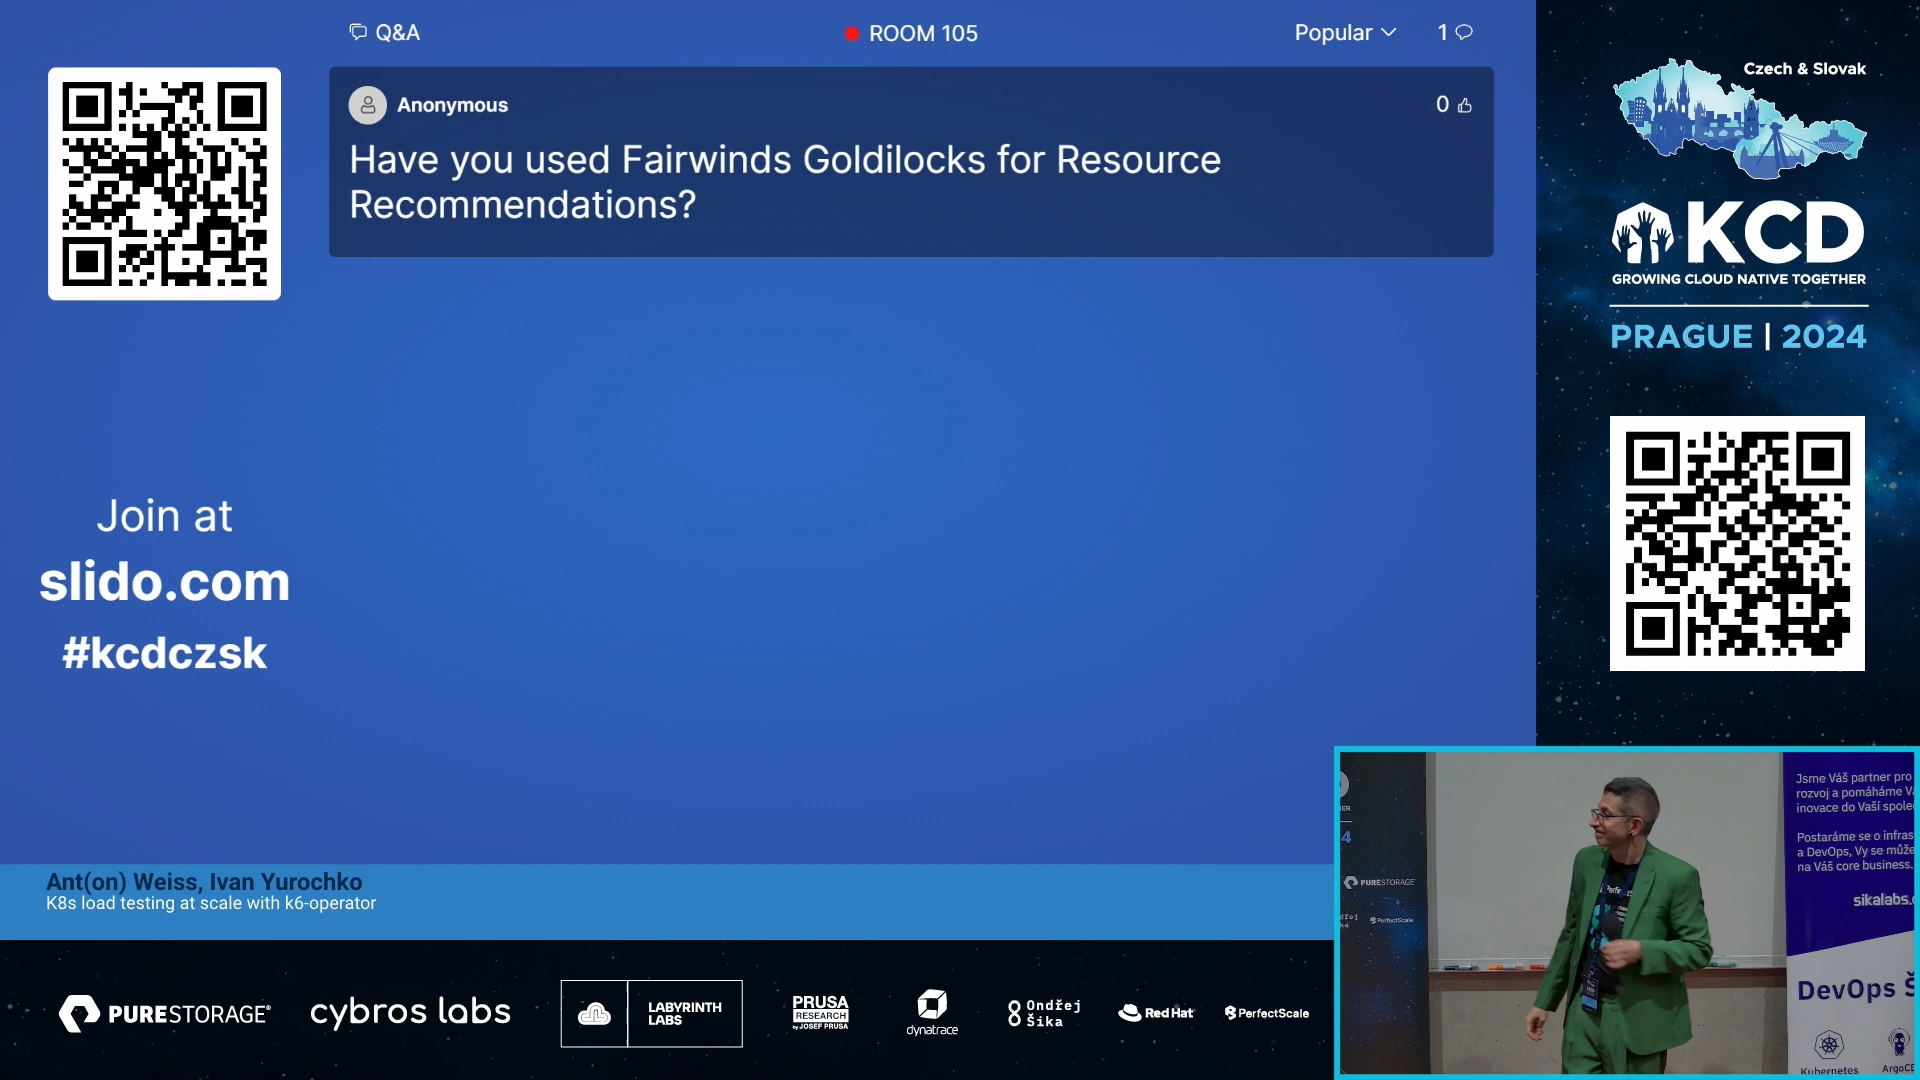 Q&A
ROOM 105
Popular
1
Anonymous
0
Have you used Fairwinds Goldilocks for Resource
Recommendations?
Join at
slido.com
#kcdczsk
Czech & Slovak
KCD
GROWING CLOUD NATIVE TOGETHER
PRAGUE | 2024
Ant(on) Weiss, Ivan Yurochko
K8s load testing at scale with k6-operator
PURESTORAGE®
cybros labs
LABYRINTH
LABS
PRUSA
RESEARCH
by JOSEF PRUSA
dynatrace
Ondřej
Šika
Red Hat
PerfectScale
4
PURESTORAGE
PerfectScale
Jsme Váš partner pro
rozvoj a pomáháme
inovace do Vaší
Postaráme se o
a DevOps, Vy se
na Váš core business.
sikalabs.
DevOps Š
Kubernetes
ArgoCD